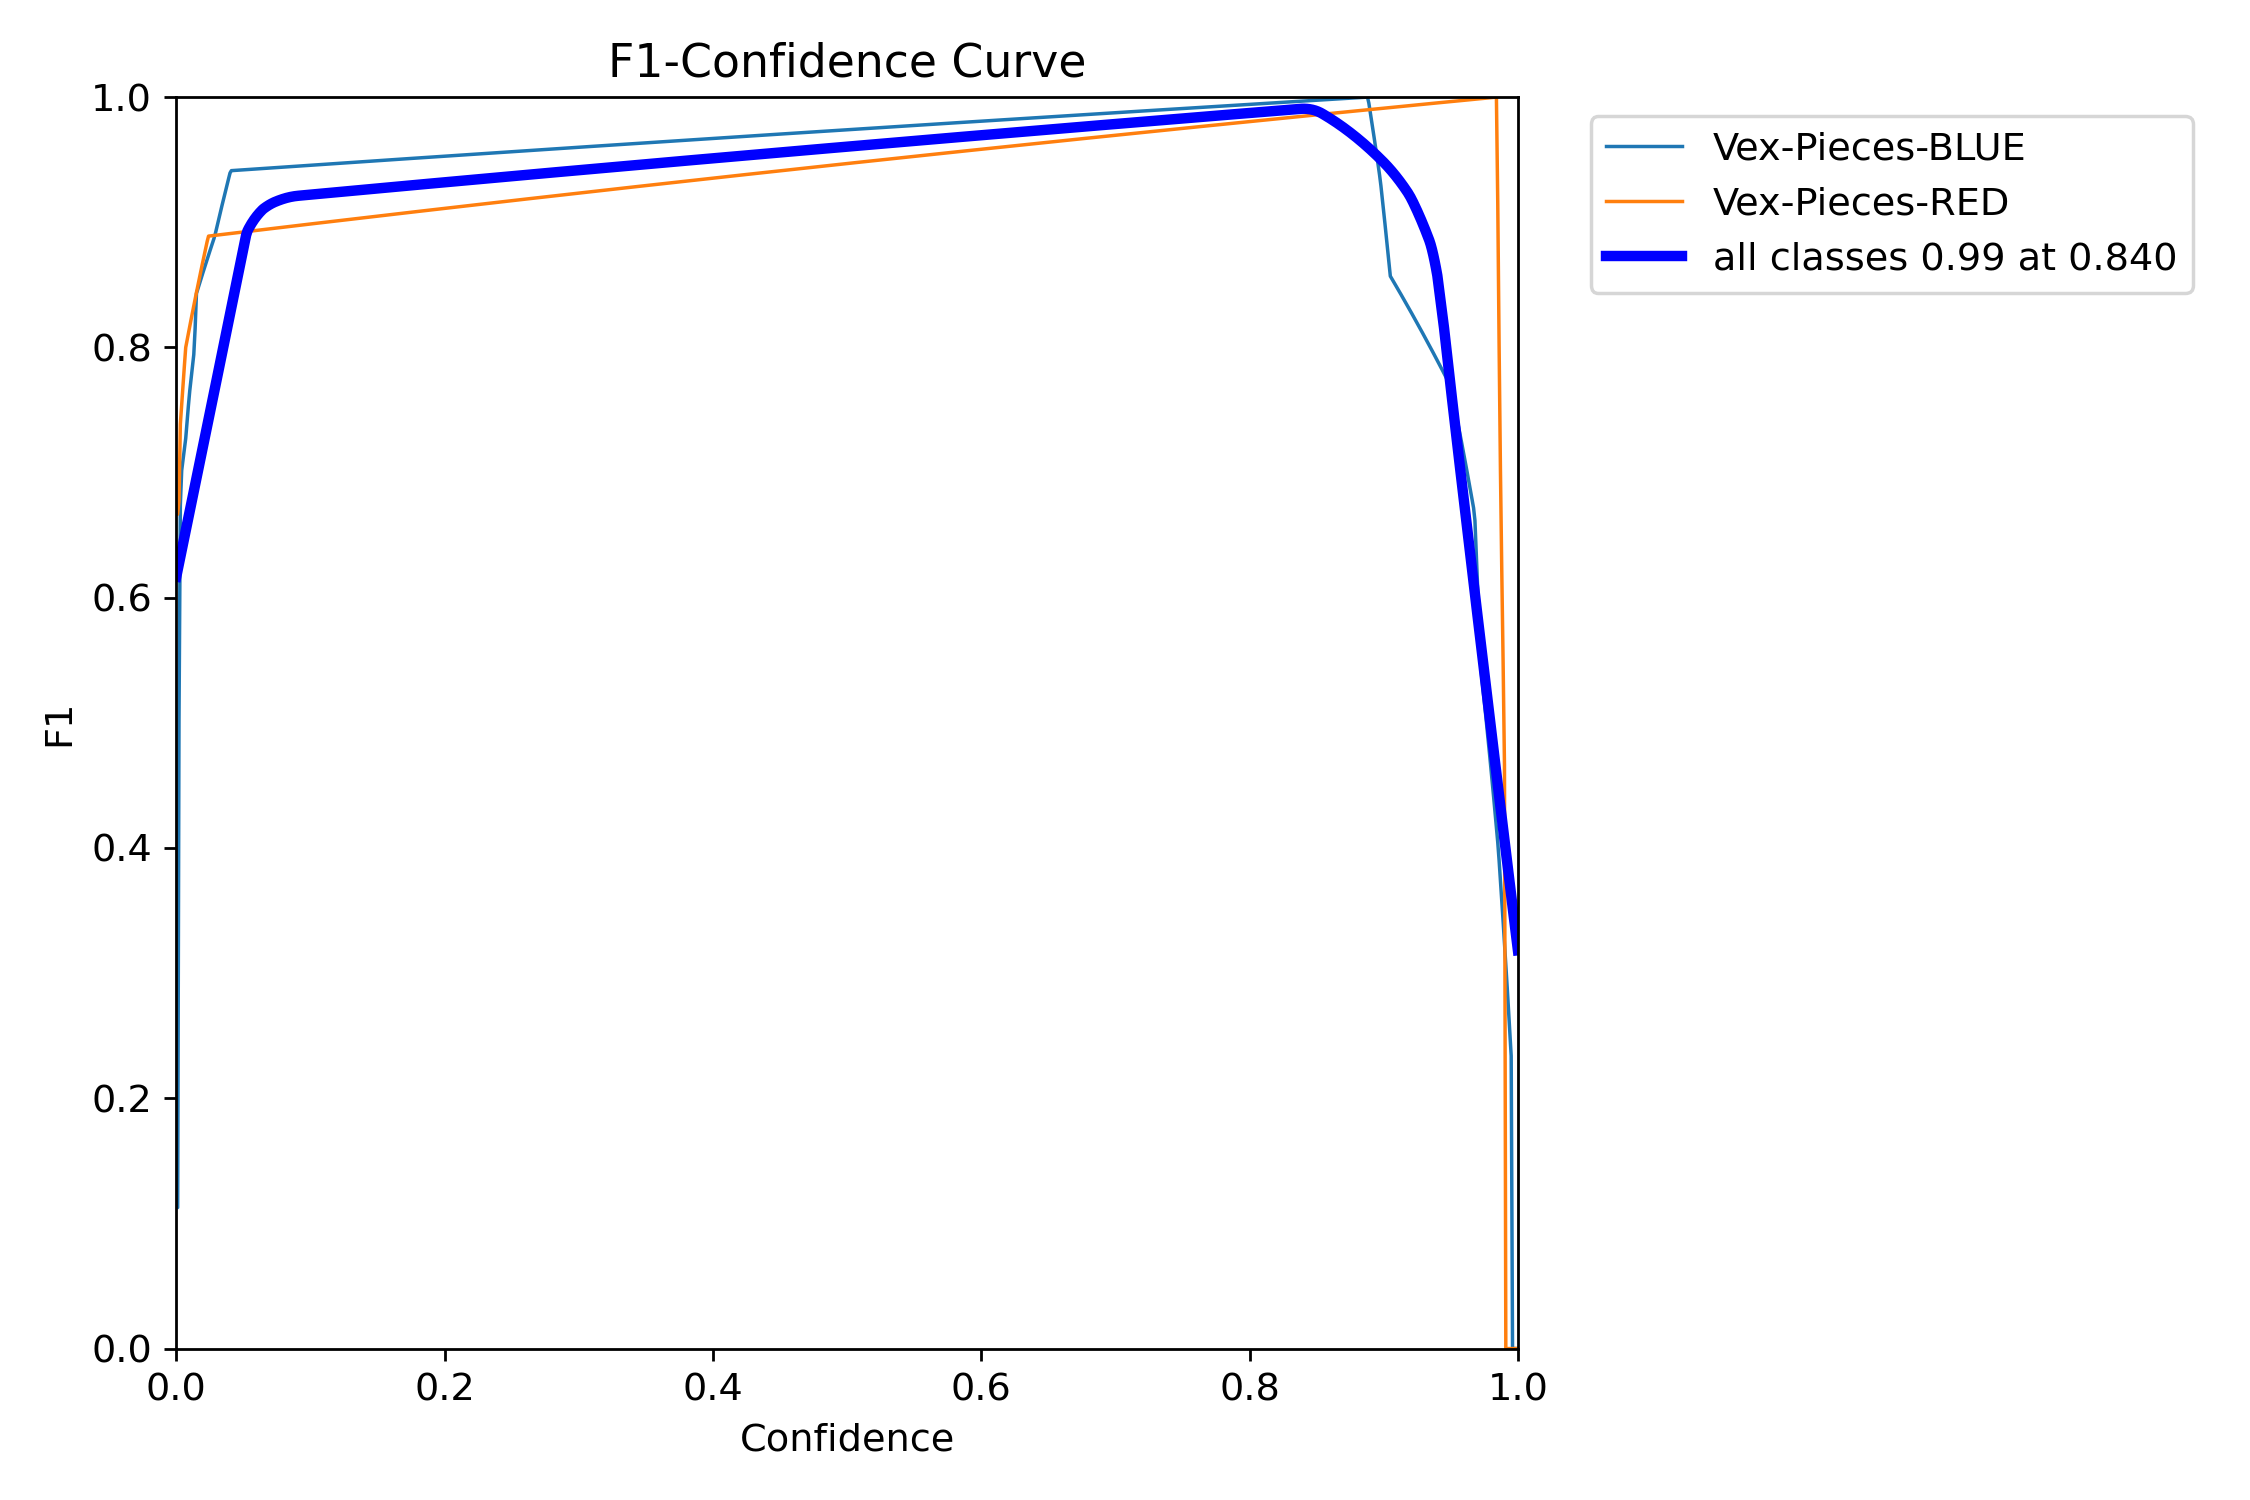 F1-Confidence Curve
1.0
0.8
0.6
0.4
0.2
0.0
F1
0.0 0.2 0.4 0.6 0.8 1.0
Confidence
Vex-Pieces-BLUE
Vex-Pieces-RED
all classes 0.99 at 0.840